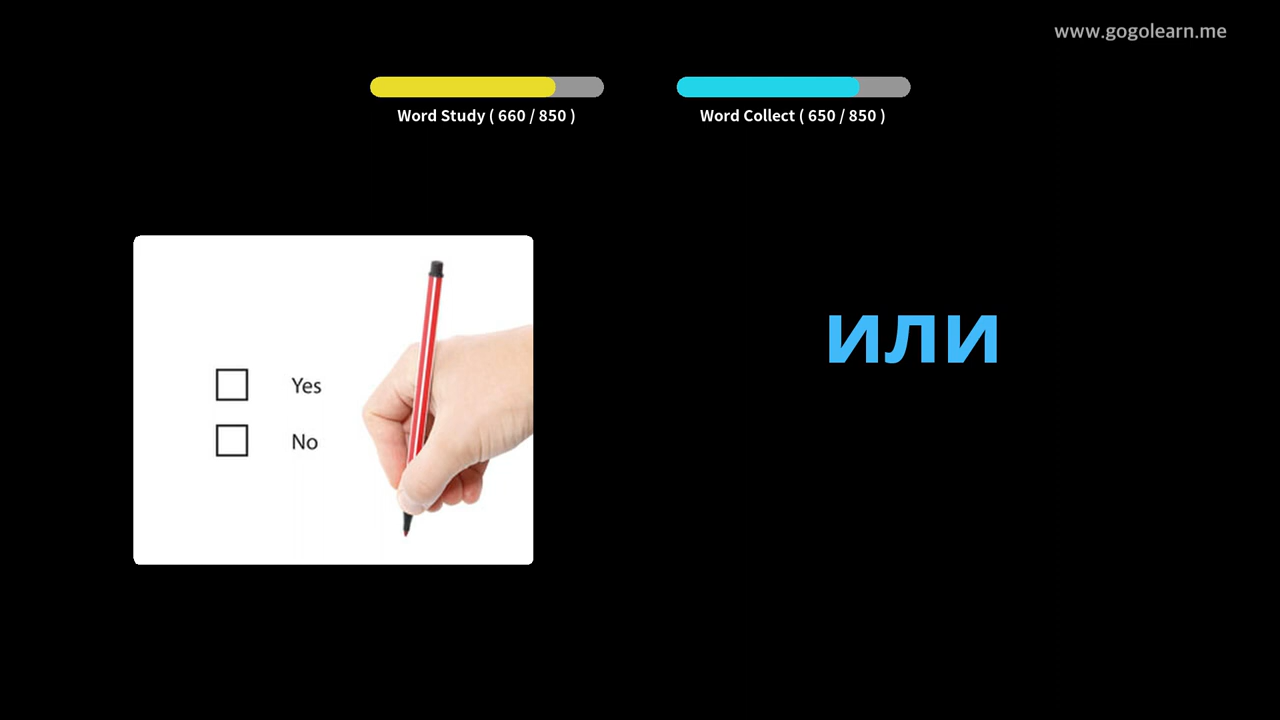 www.gogolearn.me
Word Study ( 660 / 850 )
Word Collect ( 650 / 850 )
Yes
No
или